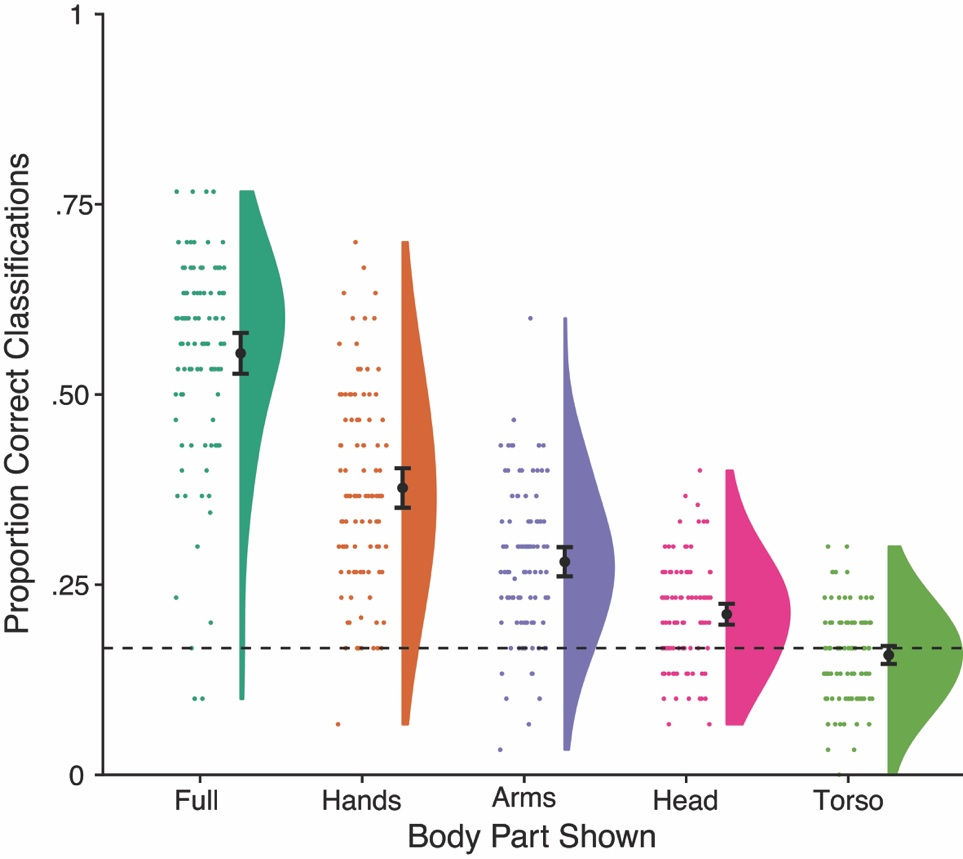 Proportion Correct Classifications
1
.75
.50
.25
0
Full Hands Arms Head Torso
Body Part Shown